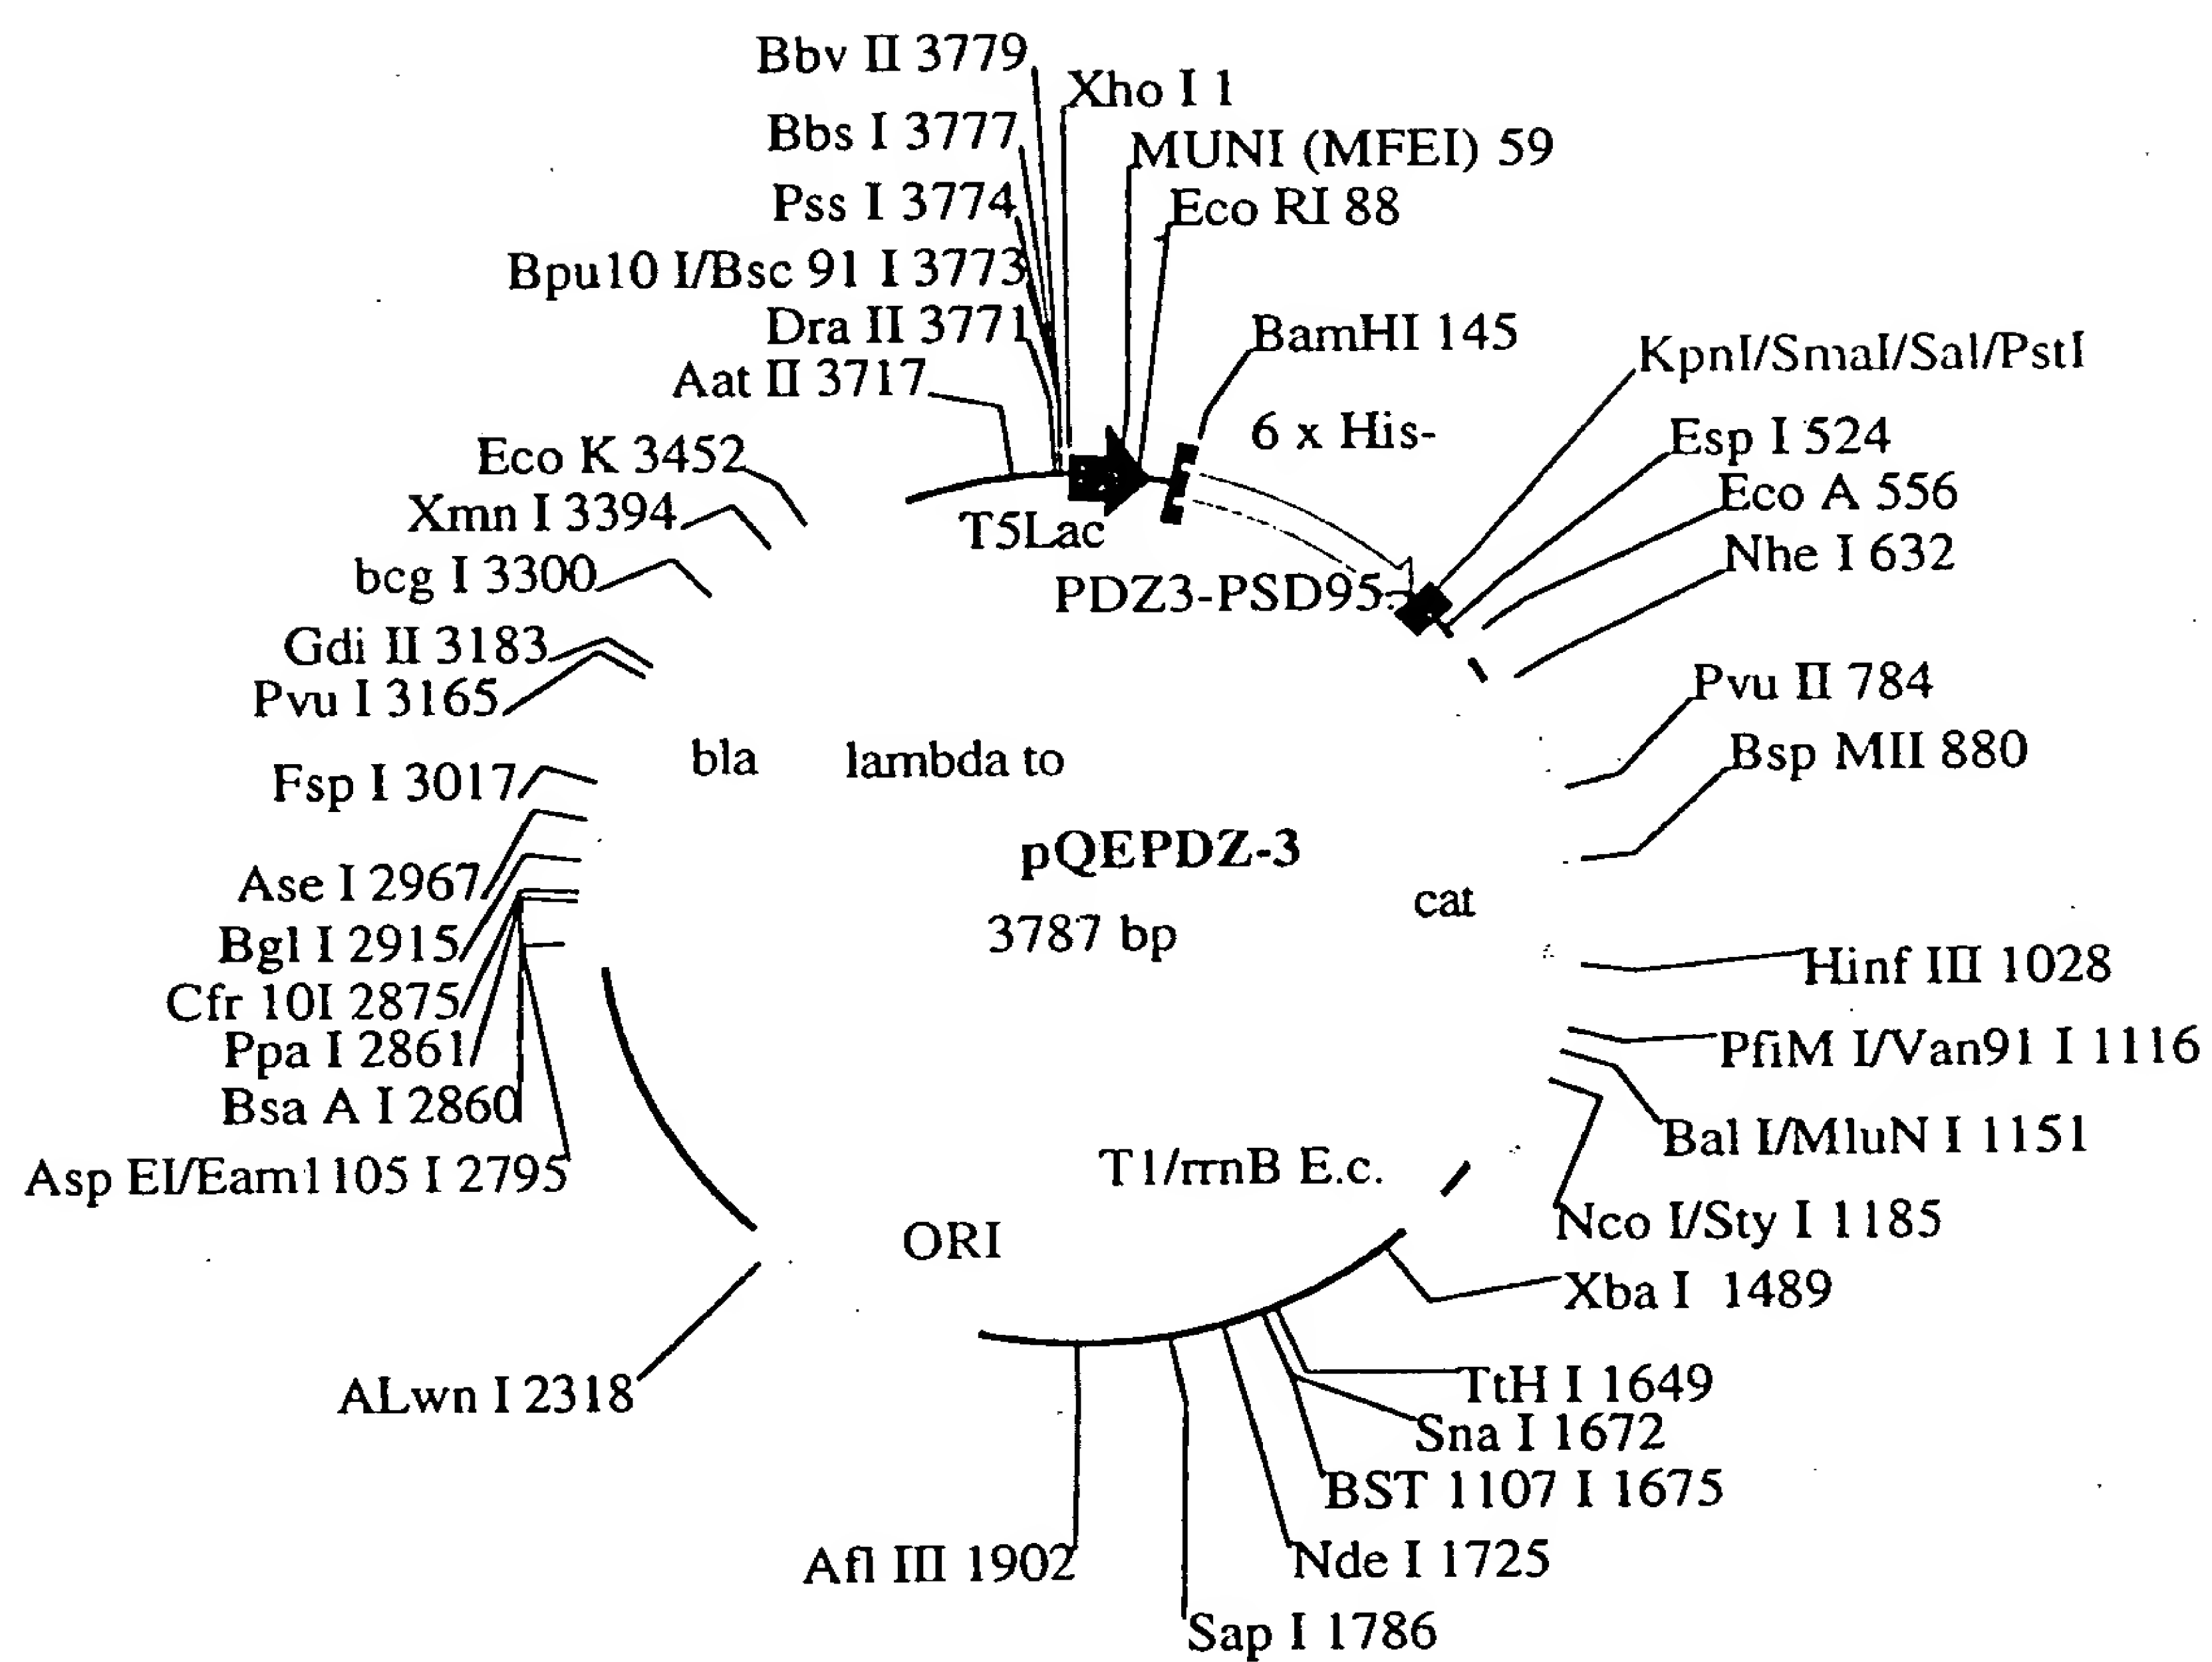 Bbv II 3779
Xho I 1
Bbs I 3777
MUNI (MFEI) 59
Pss I 3774
Eco RI 88
Bpu10 I/Bsc 91 I 3773
Dra II 3771
BamHI 145
KpnI/SmaI/Sal/PstI
Aat II 3717
6 x His-
Esp I 524
Eco K 3452
Eco A 556
Xmn I 3394
T5Lac
Nhe I 632
bcg I 3300
PDZ3-PSD95
Gdi II 3183
Pvu I 3165
Pvu II 784
bla
lambda to
Bsp MII 880
Fsp I 3017
pQEPDZ-3
Ase I 2967
cat
3787 bp
Bgl I 2915
Hinf III 1028
Cfr 10I 2875
Ppa I 2861
PfiM I/Van91 I 1116
Bsa A I 2860
Bal I/MluN I 1151
Asp EI/Eam1105 I 2795
T1/rrnB E.c.
Nco I/Sty I 1185
ORI
Xba I 1489
ALwn I 2318
TtH I 1649
Sna I 1672
BST 1107 I 1675
Afl III 1902
Nde I 1725
Sap I 1786